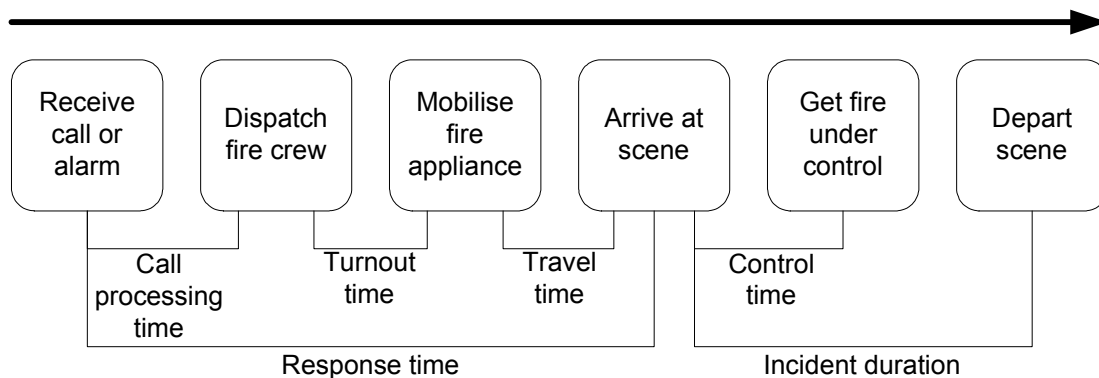 Receive
call or
alarm
Dispatch
fire crew
Mobilise
fire
appliance
Arrive at
scene
Get fire
under
control
Depart
scene
Call
processing
time
Turnout
time
Travel
time
Control
time
Response time
Incident duration